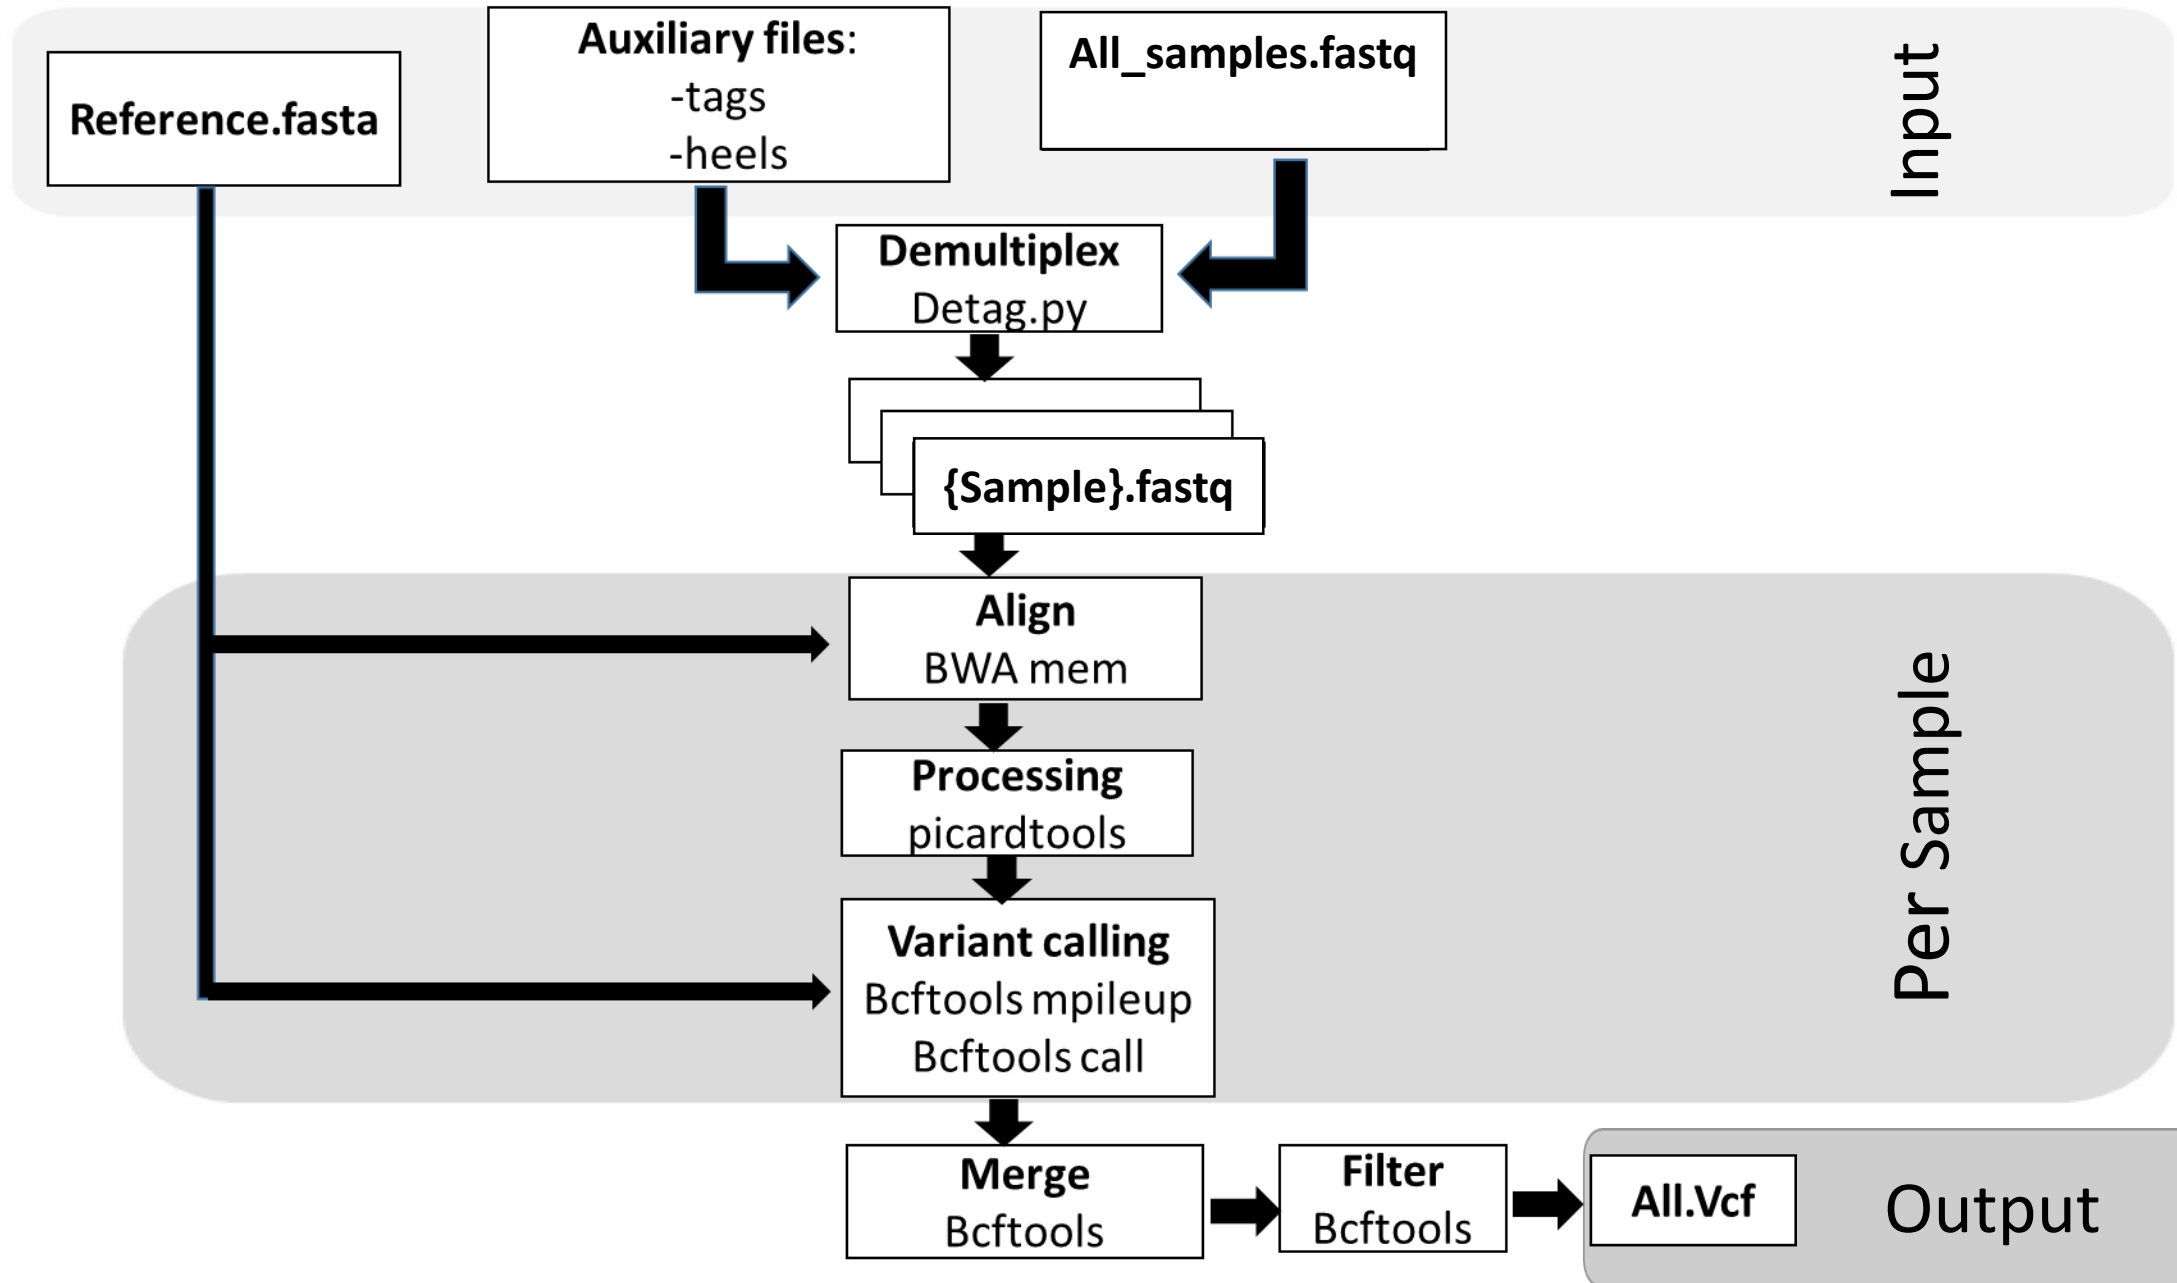 Reference.fasta
Auxiliary files:
-tags
-heels
All_samples.fastq
Input
Demultiplex
Detag.py
{Sample}.fastq
Align
BWA mem
Processing
picardtools
Variant calling
Bcftools mpileup
Bcftools call
Per Sample
Merge
Bcftools
Filter
Bcftools
All.Vcf
Output